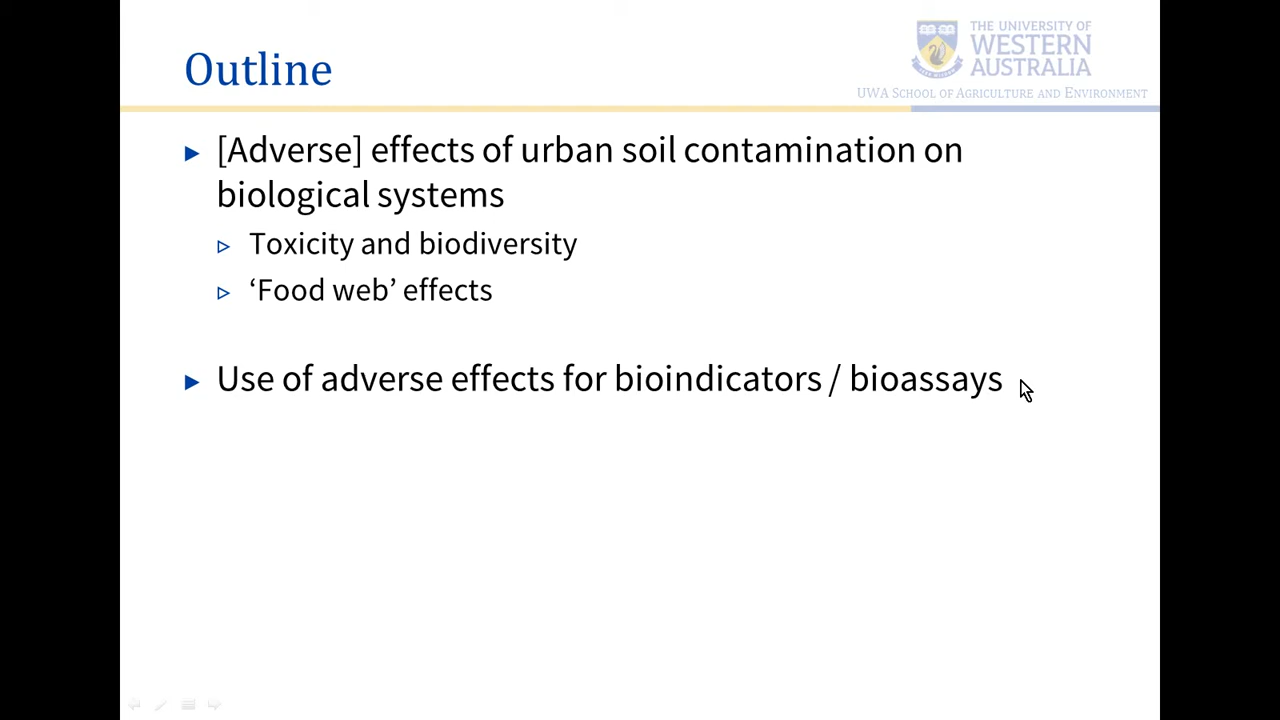 THE UNIVERSITY OF
WESTERN
AUSTRALIA
UWA SCHOOL OF AGRICULTURE AND ENVIRONMENT
Outline
[Adverse] effects of urban soil contamination on
biological systems
Toxicity and biodiversity
‘Food web’ effects
Use of adverse effects for bioindicators / bioassays